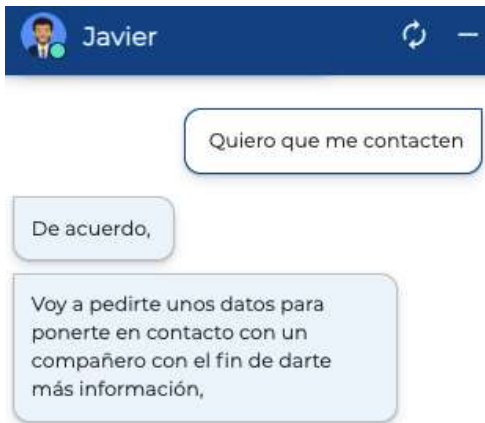 Javier
Quiero que me contacten
De acuerdo,
Voy a pedirte unos datos para
ponerte en contacto con un
compañero con el fin de darte
más información,